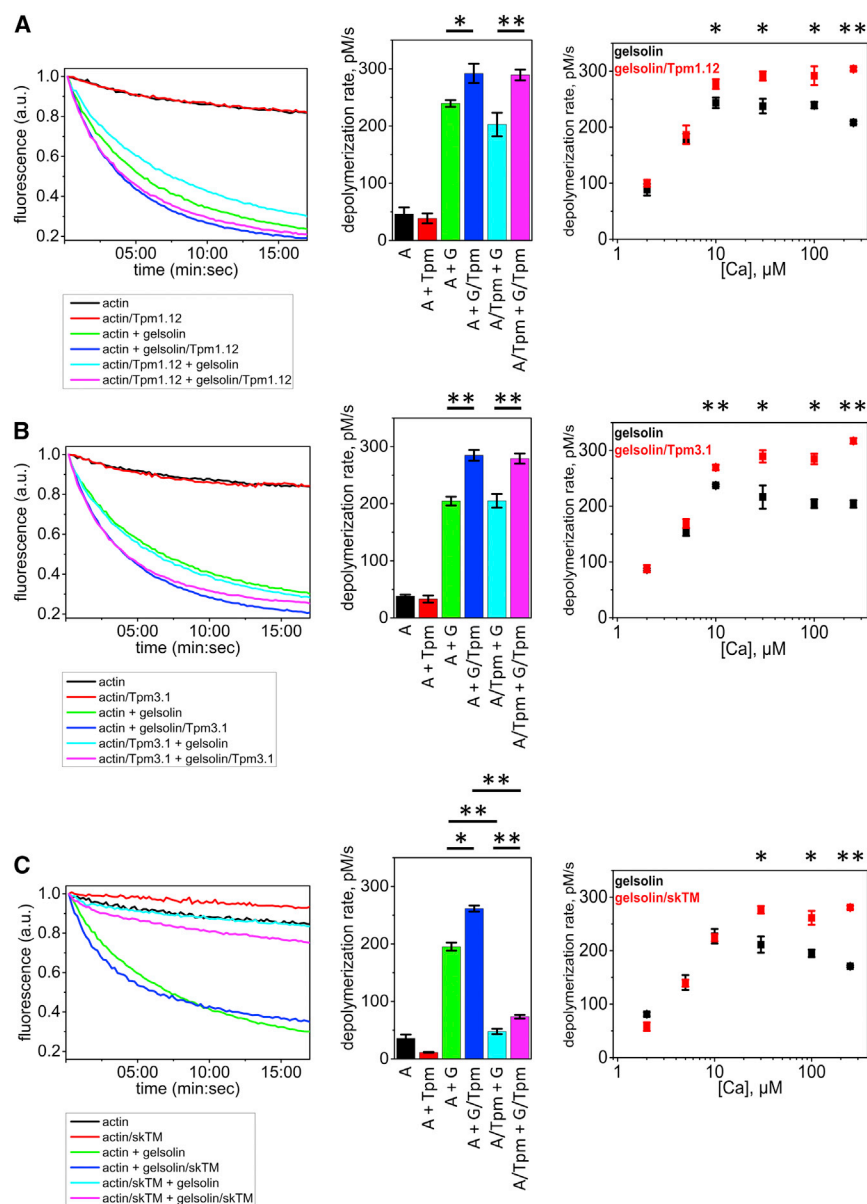 A
fluorescence (a.u.)
1.0
0.8
0.6
0.4
0.2
05:00 10:00 15:00
time (min:sec)
actin
actin/Tpm1.12
actin + gelsolin
actin + gelsolin/Tpm1.12
actin/Tpm1.12 + gelsolin
actin/Tpm1.12 + gelsolin/Tpm1.12
* **
depolymerization rate, pM/s
300
200
100
0
A
A + Tpm
A + G
A + G/Tpm
A/Tpm + G
A/Tpm + G/Tpm
* * * **
gelsolin
gelsolin/Tpm1.12
depolymerization rate, pM/s
300
200
100
0
1 10 100
[Ca], µM
B
fluorescence (a.u.)
1.0
0.8
0.6
0.4
0.2
05:00 10:00 15:00
time (min:sec)
actin
actin/Tpm3.1
actin + gelsolin
actin + gelsolin/Tpm3.1
actin/Tpm3.1 + gelsolin
actin/Tpm3.1 + gelsolin/Tpm3.1
** **
depolymerization rate, pM/s
300
200
100
0
A
A + Tpm
A + G
A + G/Tpm
A/Tpm + G
A/Tpm + G/Tpm
** * * **
gelsolin
gelsolin/Tpm3.1
depolymerization rate, pM/s
300
200
100
0
1 10 100
[Ca], µM
C
fluorescence (a.u.)
1.0
0.8
0.6
0.4
0.2
05:00 10:00 15:00
time (min:sec)
actin
actin/skTM
actin + gelsolin
actin + gelsolin/skTM
actin/skTM + gelsolin
actin/skTM + gelsolin/skTM
**
**
* **
depolymerization rate, pM/s
300
200
100
0
A
A + Tpm
A + G
A + G/Tpm
A/Tpm + G
A/Tpm + G/Tpm
* * **
gelsolin
gelsolin/skTM
depolymerization rate, pM/s
300
200
100
0
1 10 100
[Ca], µM